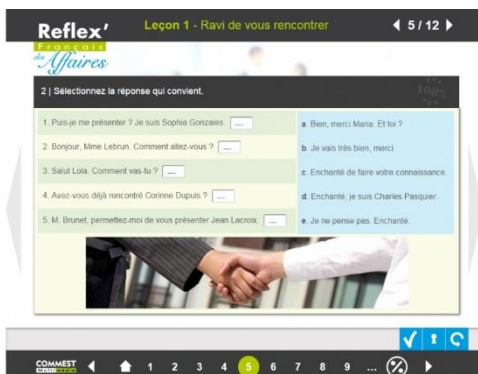 Reflex'
Français
des Affaires
Leçon 1 - Ravi de vous rencontrer
5 / 12
2 | Sélectionnez la réponse qui convient.
100%
1. Puis-je me présenter ? Je suis Sophia Gonzales. ....
2. Bonjour, Mme Lebrun. Comment allez-vous ? ....
3. Salut Lola. Comment vas-tu ? ....
4. Avez-vous déjà rencontré Corinne Dupuis ? ....
5. M. Brunet, permettez-moi de vous présenter Jean Lacroix. ....
a. Bien, merci Maria. Et toi ?
b. Je vais très bien, merci.
c. Enchanté de faire votre connaissance.
d. Enchanté, je suis Charles Pasquier.
e. Je ne pense pas. Enchanté.
COMMEST
MULTIMEDIA
1 2 3 4 5 6 7 8 9 ... %